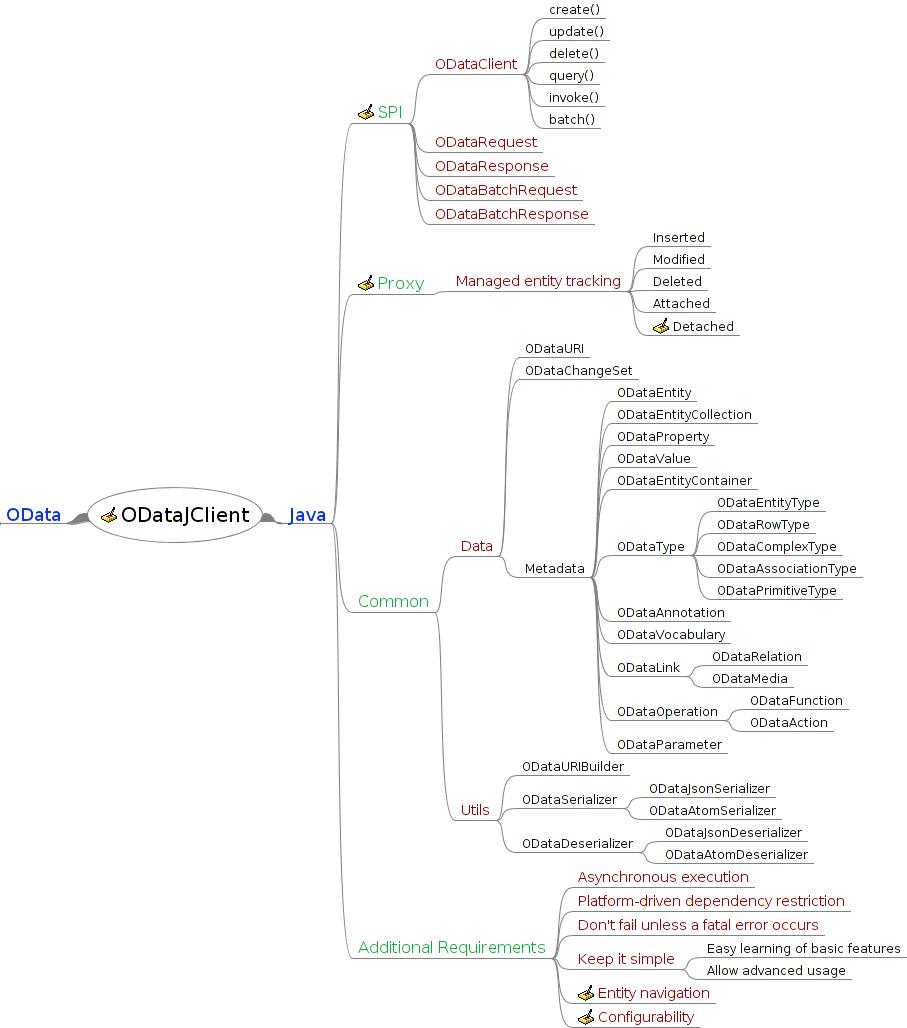 OData
ODataJClient
Java
SPI
ODataClient
create()
update()
delete()
query()
invoke()
batch()
ODataRequest
ODataResponse
ODataBatchRequest
ODataBatchResponse
Proxy
Managed entity tracking
Inserted
Modified
Deleted
Attached
Detached
Common
Data
ODataURI
ODataChangeSet
Metadata
ODataEntity
ODataEntityCollection
ODataProperty
ODataValue
ODataEntityContainer
ODataType
ODataEntityType
ODataRowType
ODataComplexType
ODataAssociationType
ODataPrimitiveType
ODataAnnotation
ODataVocabulary
ODataLink
ODataRelation
ODataMedia
ODataOperation
ODataFunction
ODataAction
ODataParameter
Utils
ODataURIBuilder
ODataSerializer
ODataJsonSerializer
ODataAtomSerializer
ODataDeserializer
ODataJsonDeserializer
ODataAtomDeserializer
Additional Requirements
Asynchronous execution
Platform-driven dependency restriction
Don't fail unless a fatal error occurs
Keep it simple
Easy learning of basic features
Allow advanced usage
Entity navigation
Configurability